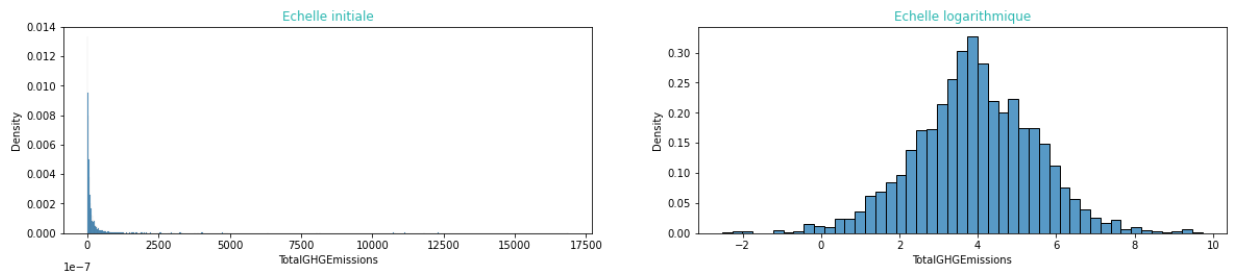 Echelle initiale
0.014
0.012
0.010
0.008
0.006
0.004
0.002
0.000
Density
0 2500 5000 7500 10000 12500 15000 17500
TotalGHGEmissions
1e−7
Echelle logarithmique
0.30
0.25
0.20
0.15
0.10
0.05
0.00
Density
−2 0 2 4 6 8 10
TotalGHGEmissions